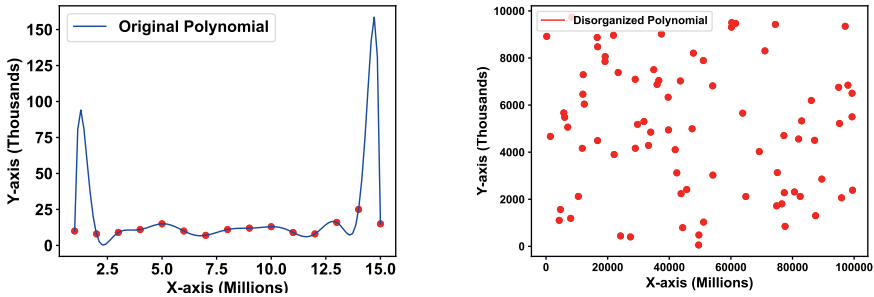 Original Polynomial
150
125
100
75
50
25
0
Y-axis (Thousands)
2.5 5.0 7.5 10.0 12.5 15.0
X-axis (Millions)
Disorganized Polynomial
10000
8000
6000
4000
2000
0
Y-axis (Thousands)
0 20000 40000 60000 80000 100000
X-axis (Millions)